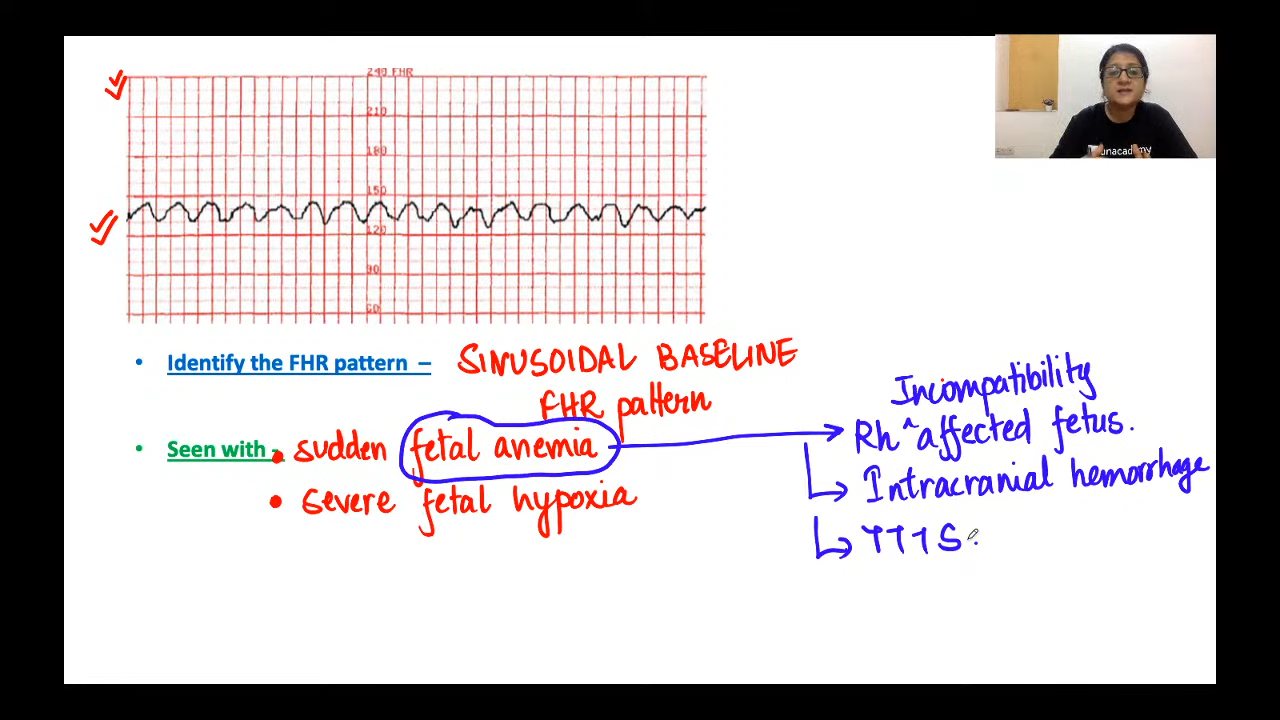 240 FHR
210
180
150
120
90
60
unacademy
• Identify the FHR pattern – SINUSOIDAL BASELINE
FHR pattern
• Seen with - • sudden fetal anemia
• severe fetal hypoxia
Incompatibility
Rh ^ affected fetus.
Intracranial hemorrhage
TTTS.